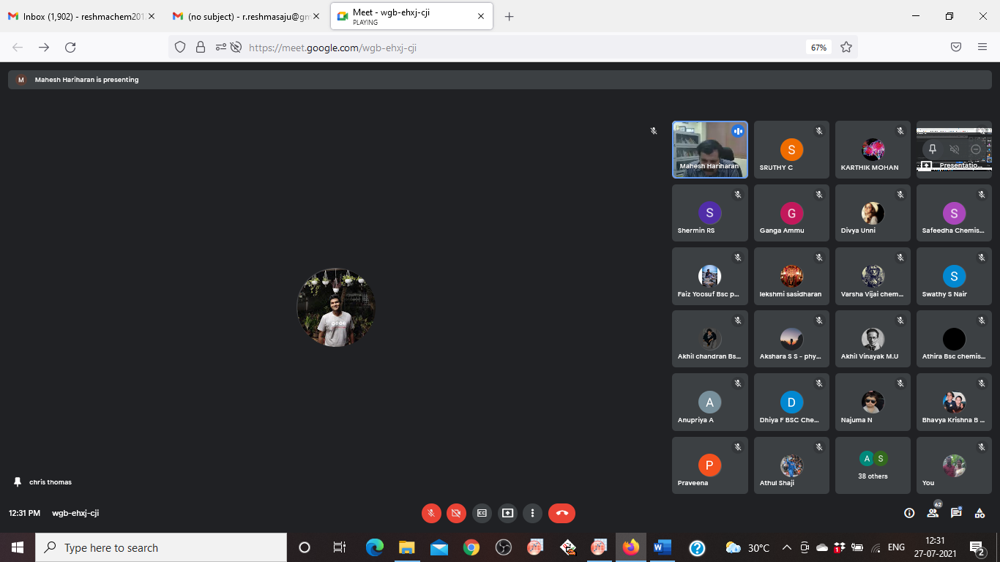 Inbox (1,902) - reshmachem201
(no subject) - r.reshmasaju@gm
Meet - wgb-ehxj-cji
PLAYING
https://meet.google.com/wgb-ehxj-cji
67%
M Mahesh Hariharan is presenting
Mahesh Hariharan
S
SRUTHY C
KARTHIK MOHAN
Presentatio...
S
Shermin RS
G
Ganga Ammu
Divya Unni
S
Safeedha Chemis...
Faiz Yoosuf Bsc p...
lekshmi sasidharan
Varsha Vijai chem...
S
Swathy S Nair
Akhil chandran Bs...
Akshara S S - phy...
Akhil Vinayak M.U
Athira Bsc chemis...
A
Anupriya A
D
Dhiya F BSC Che...
Najuma N
Bhavya Krishna B ...
P
Praveena
Athul Shaji
A S
38 others
You
chris thomas
12:31 PM wgb-ehxj-cji
62
Type here to search
30°C
ENG
12:31
27-07-2021
2